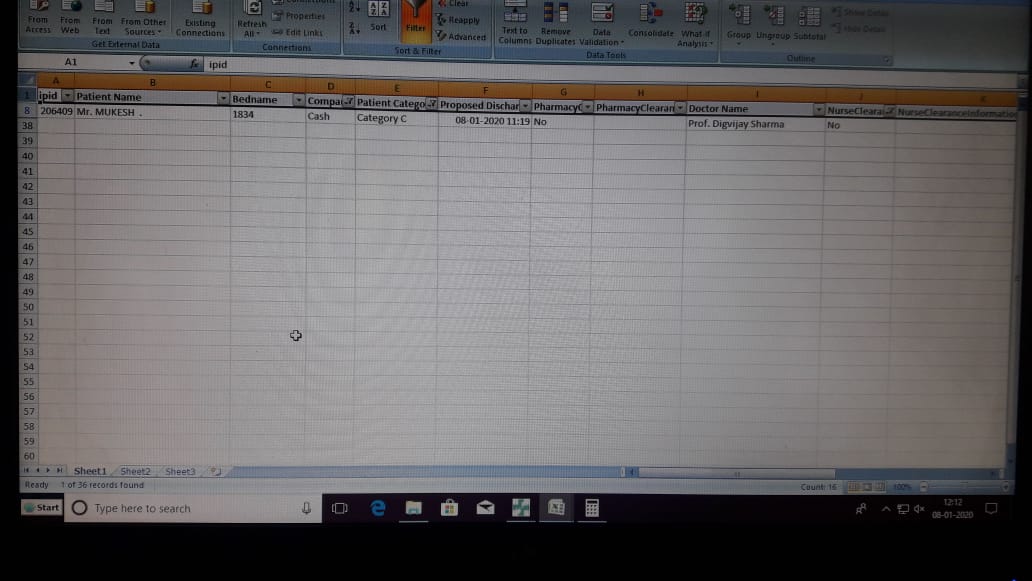 From Access From Web From Text From Other Sources Existing Connections Refresh All Properties Edit Links Sort Filter Clear Reapply Advanced Text to Columns Remove Duplicates Data Validation Consolidate What-If Analysis Group Ungroup Subtotal Show Detail Hide Detail
Get External Data Connections Sort & Filter Data Tools Outline
A1 fx ipid
A B C D E F G H I J K
1 ipid Patient Name Bedname Compa Patient Catego Proposed Dischar PharmacyC PharmacyClearan Doctor Name NurseClearai NurseClearanceInformatio
8 206409 Mr. MUKESH . 1834 Cash Category C 08-01-2020 11:19 No Prof. Digvijay Sharma No
38
39
40
41
42
43
44
45
46
47
48
49
50
51
52
53
54
55
56
57
58
59
60
Sheet1 Sheet2 Sheet3
Ready 1 of 36 records found Count: 16 100%
Start Type here to search 12:12
08-01-2020